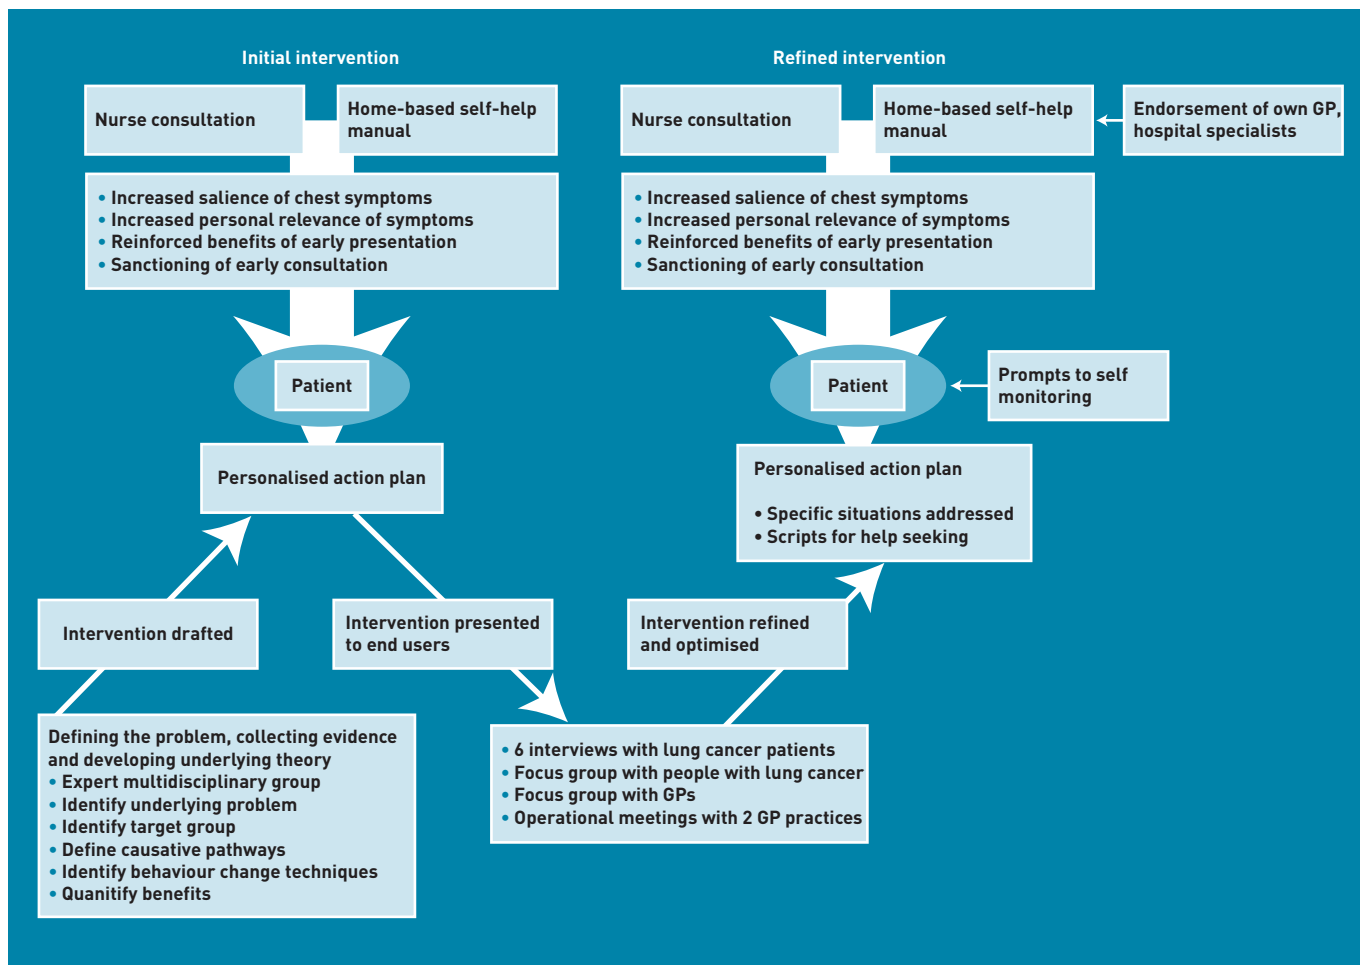 Initial intervention
Nurse consultation
Home-based self-help
manual
• Increased salience of chest symptoms
• Increased personal relevance of symptoms
• Reinforced benefits of early presentation
• Sanctioning of early consultation
Patient
Personalised action plan
Intervention drafted
Intervention presented
to end users
Defining the problem, collecting evidence
and developing underlying theory
• Expert multidisciplinary group
• Identify underlying problem
• Identify target group
• Define causative pathways
• Identify behaviour change techniques
• Quanitify benefits
Refined intervention
Nurse consultation
Home-based self-help
manual
Endorsement of own GP,
hospital specialists
• Increased salience of chest symptoms
• Increased personal relevance of symptoms
• Reinforced benefits of early presentation
• Sanctioning of early consultation
Patient
Prompts to self
monitoring
Personalised action plan
• Specific situations addressed
• Scripts for help seeking
Intervention refined
and optimised
• 6 interviews with lung cancer patients
• Focus group with people with lung cancer
• Focus group with GPs
• Operational meetings with 2 GP practices